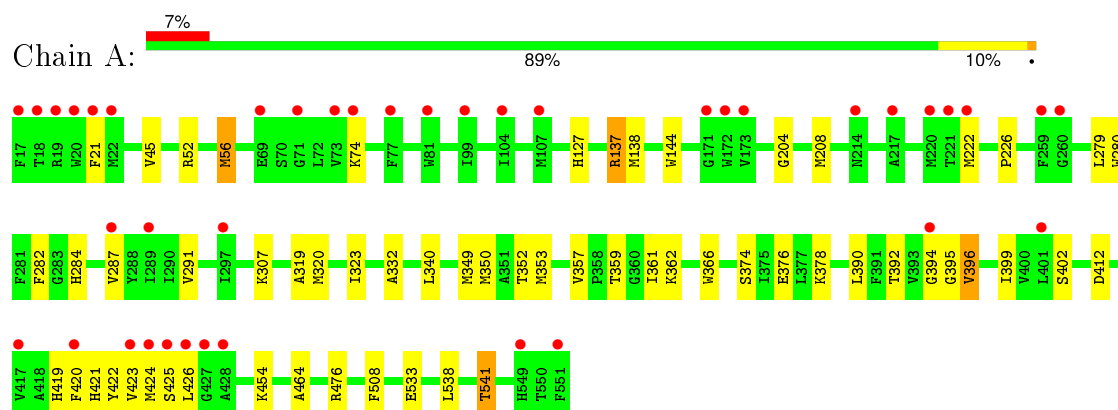 7%
Chain A:
89% 10% •
F17 T18 R19 W20 F21 M22 V45 R52 M56 E69 S70 G71 L72 V73 K74 F77 W81 I99 I104 M107 H127 R137 M138 W144 G171 W172 V173 G204 M208 N214 A217 M220 T221 M222 P226 F259 G260 L279 W280
F281 F282 G283 H284 V287 Y288 I289 I290 V291 I297 K307 A319 M320 I323 A332 L340 M349 M350 A351 T352 M353 V357 P358 T359 G360 I361 K362 W366 S374 I375 E376 L377 K378 L390 F391 T392 V393 G394 G395 V396 I399 V400 L401 S402 D412
V417 A418 H419 F420 H421 Y422 V423 M424 S425 L426 G427 A428 K454 A464 R476 F508 E533 L538 T541 H549 T550 F551